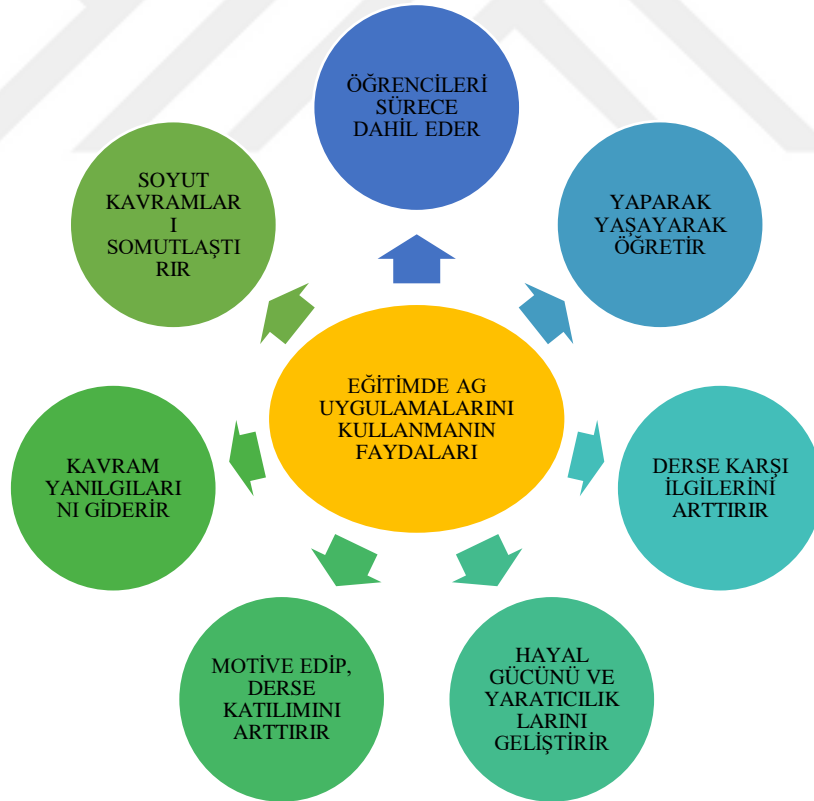 ÖĞRENCİLERİ
SÜRECE
DAHİL EDER
YAPARAK
YAŞAYARAK
ÖĞRETİR
DERSE KARŞI
İLGİLERİNİ
ARTTIRIR
HAYAL
GÜCÜNÜ VE
YARATICILIK
LARINI
GELİŞTİRİR
MOTİVE EDİP,
DERSE
KATILIMINI
ARTTIRIR
KAVRAM
YANILGILARI
NI GİDERİR
SOYUT
KAVRAMLAR
I
SOMUTLAŞTI
RIR
EĞİTİMDE AG
UYGULAMALARINI
KULLANMANIN
FAYDALARI